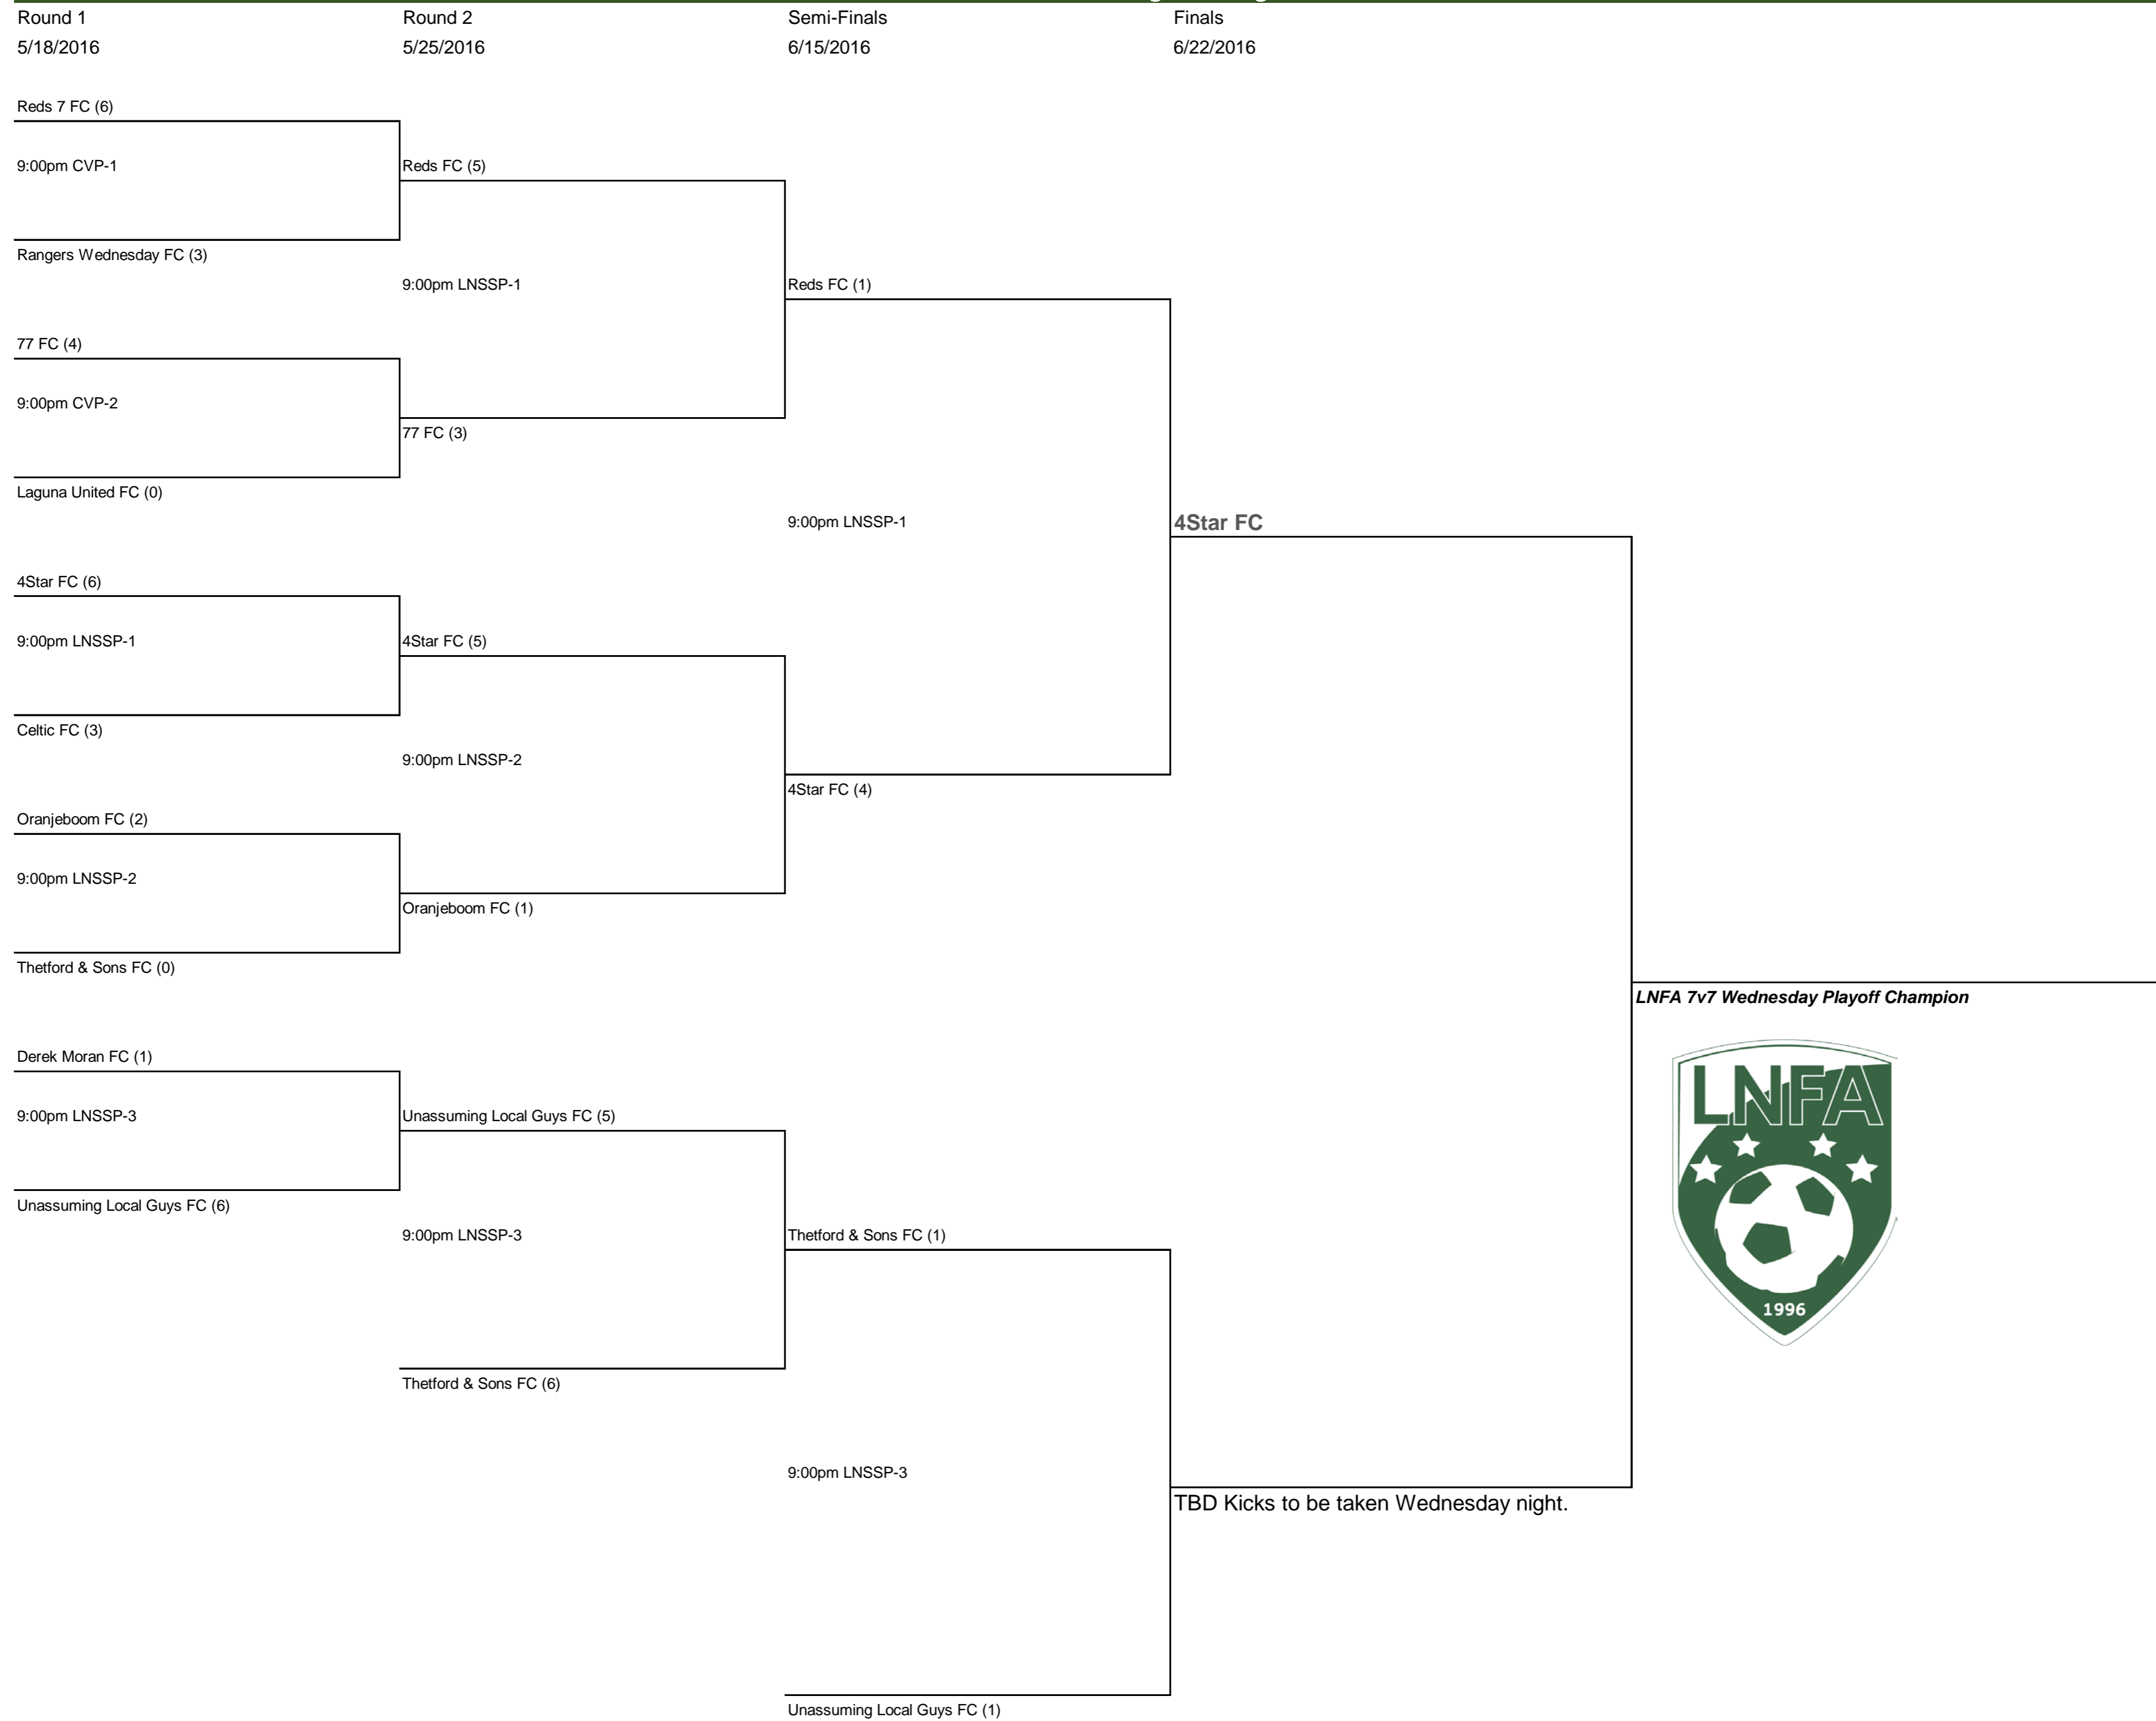 Round 1
Round 2
Semi-Finals
Finals
5/18/2016
5/25/2016
6/15/2016
6/22/2016
Reds 7 FC (6)
9:00pm CVP-1
Reds FC (5)
Rangers Wednesday FC (3)
9:00pm LNSSP-1
Reds FC (1)
77 FC (4)
9:00pm CVP-2
77 FC (3)
Laguna United FC (0)
9:00pm LNSSP-1
4Star FC
4Star FC (6)
9:00pm LNSSP-1
4Star FC (5)
Celtic FC (3)
9:00pm LNSSP-2
4Star FC (4)
Oranjeboom FC (2)
9:00pm LNSSP-2
Oranjeboom FC (1)
Thetford & Sons FC (0)
LNFA 7v7 Wednesday Playoff Champion
Derek Moran FC (1)
9:00pm LNSSP-3
Unassuming Local Guys FC (5)
LNFA
Unassuming Local Guys FC (6)
9:00pm LNSSP-3
Thetford & Sons FC (1)
1996
Thetford & Sons FC (6)
9:00pm LNSSP-3
TBD Kicks to be taken Wednesday night.
Unassuming Local Guys FC (1)